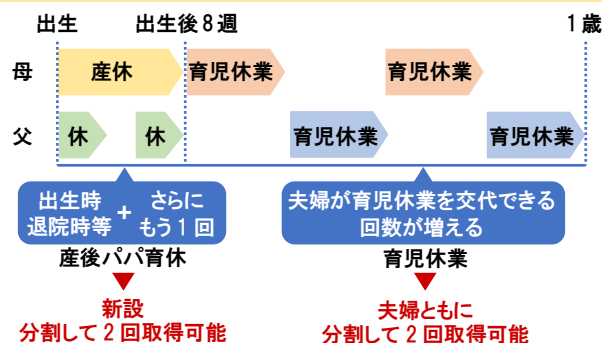 出生 出生後8週 1歳
母 産休 育児休業 育児休業
父 休 休 育児休業 育児休業
出生時
退院時等
+
さらに
もう1回
夫婦が育児休業を交代できる
回数が増える
産後パパ育休
育児休業
新設
分割して2回取得可能
夫婦ともに
分割して2回取得可能